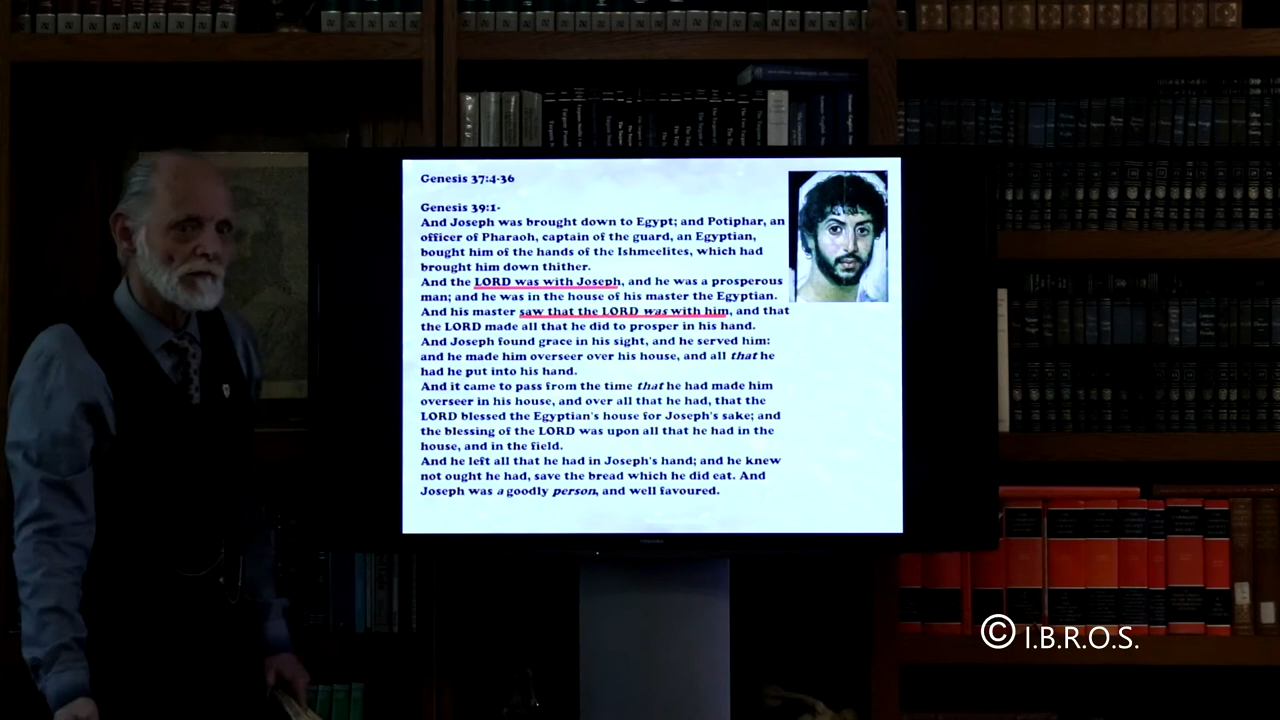 Genesis 37:4-36
Genesis 39:1-
And Joseph was brought down to Egypt; and Potiphar, an
officer of Pharaoh, captain of the guard, an Egyptian,
bought him of the hands of the Ishmeelites, which had
brought him down thither.
And the LORD was with Joseph, and he was a prosperous
man; and he was in the house of his master the Egyptian.
And his master saw that the LORD was with him, and that
the LORD made all that he did to prosper in his hand.
And Joseph found grace in his sight, and he served him:
and he made him overseer over his house, and all that he
had he put into his hand.
And it came to pass from the time that he had made him
overseer in his house, and over all that he had, that the
LORD blessed the Egyptian's house for Joseph's sake; and
the blessing of the LORD was upon all that he had in the
house, and in the field.
And he left all that he had in Joseph's hand; and he knew
not ought he had, save the bread which he did eat. And
Joseph was a goodly person, and well favoured.
© I.B.R.O.S.